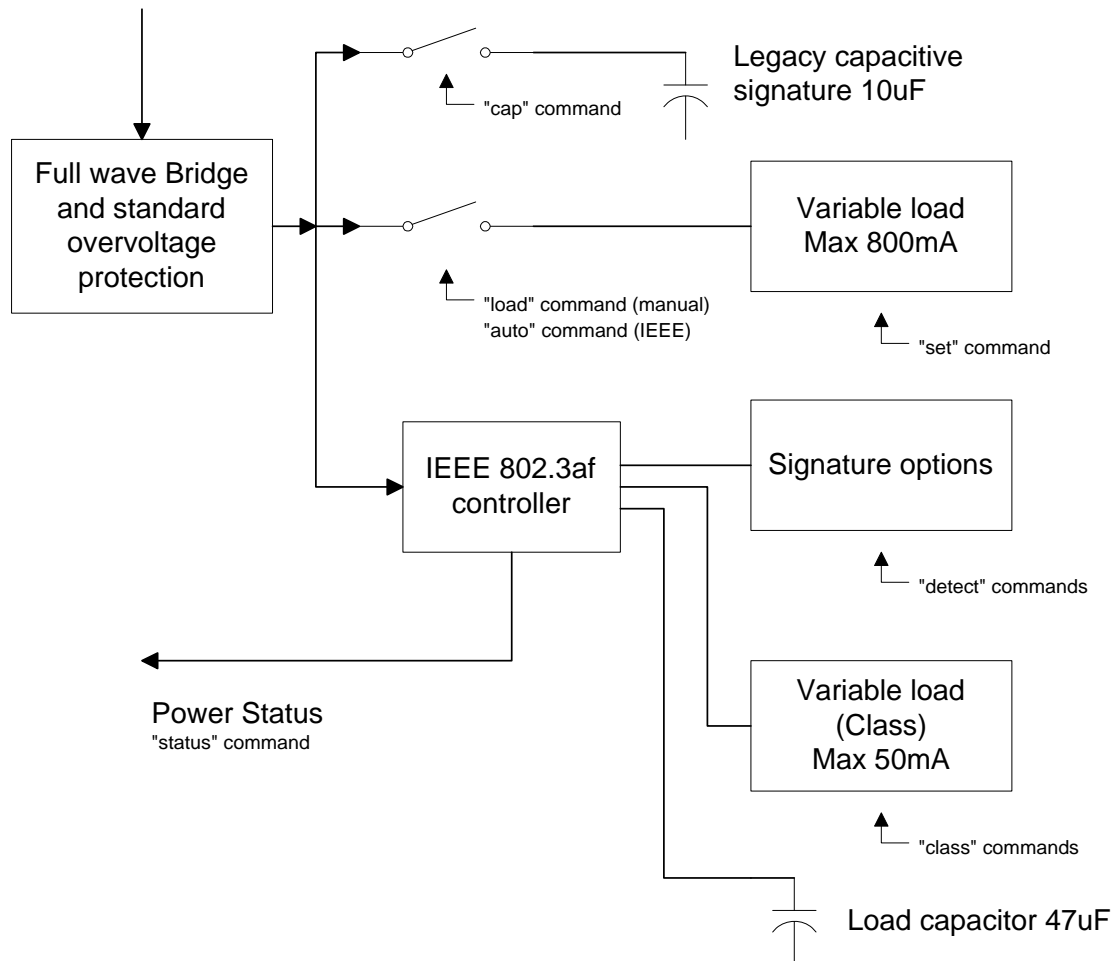 Legacy capacitive
signature 10uF
"cap" command
Full wave Bridge
and standard
overvoltage
protection
Variable load
Max 800mA
"load" command (manual)
"auto" command (IEEE)
"set" command
IEEE 802.3af
controller
Signature options
"detect" commands
Power Status
"status" command
Variable load
(Class)
Max 50mA
"class" commands
Load capacitor 47uF